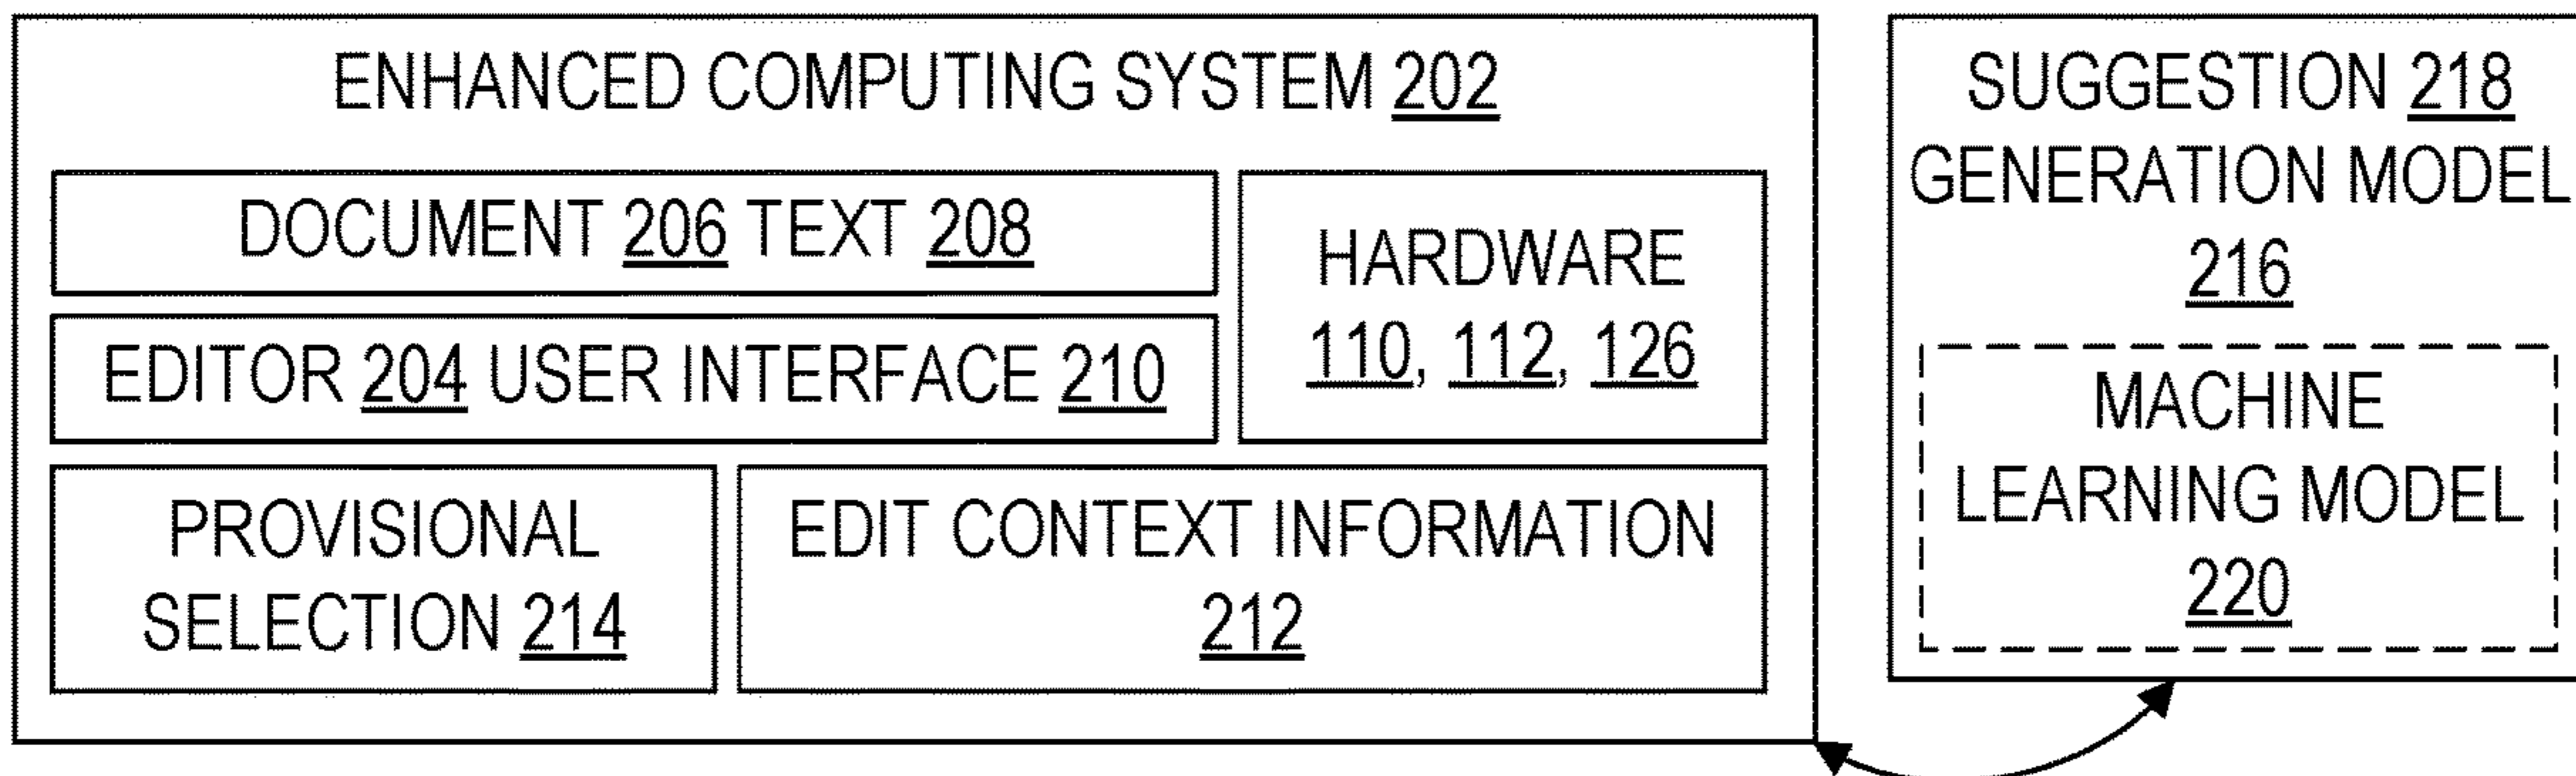 ENHANCED COMPUTING SYSTEM 202
DOCUMENT 206 TEXT 208
EDITOR 204 USER INTERFACE 210
HARDWARE
110, 112, 126
PROVISIONAL
SELECTION 214
EDIT CONTEXT INFORMATION
212
SUGGESTION 218
GENERATION MODEL
216
MACHINE
LEARNING MODEL
220